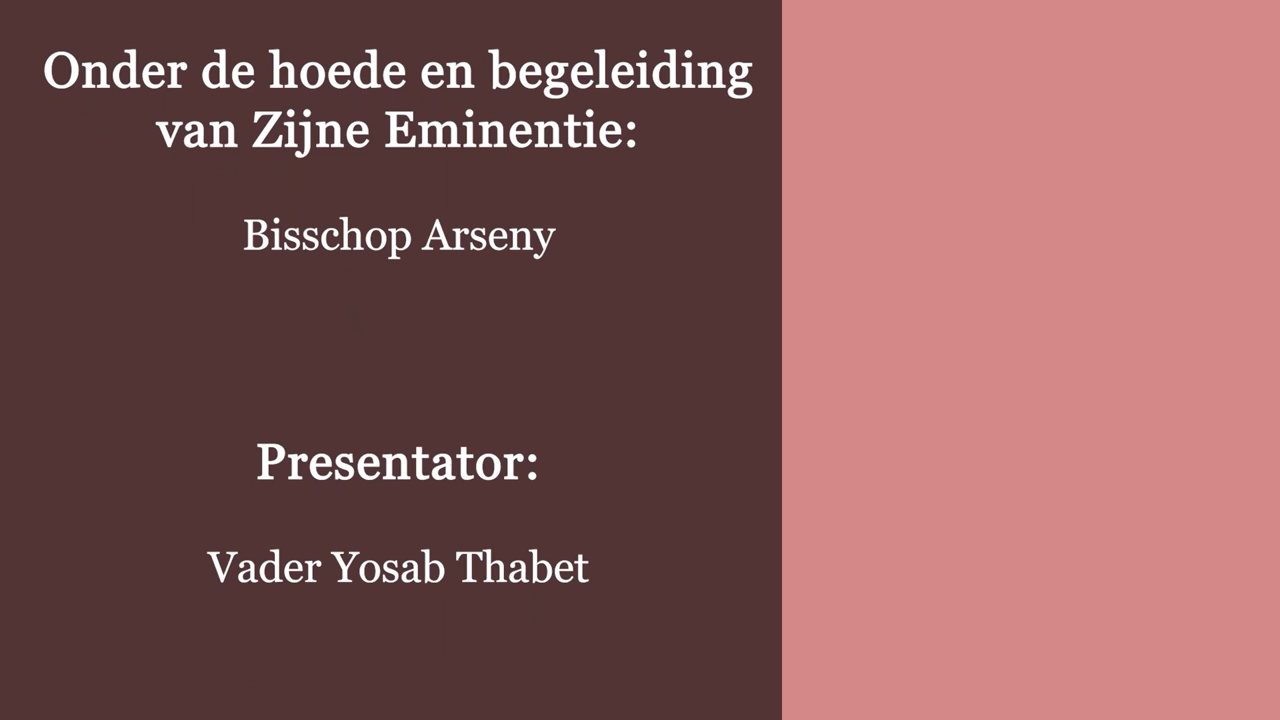 Onder de hoede en begeleiding
van Zijne Eminentie:
Bisschop Arseny
Presentator:
Vader Yosab Thabet